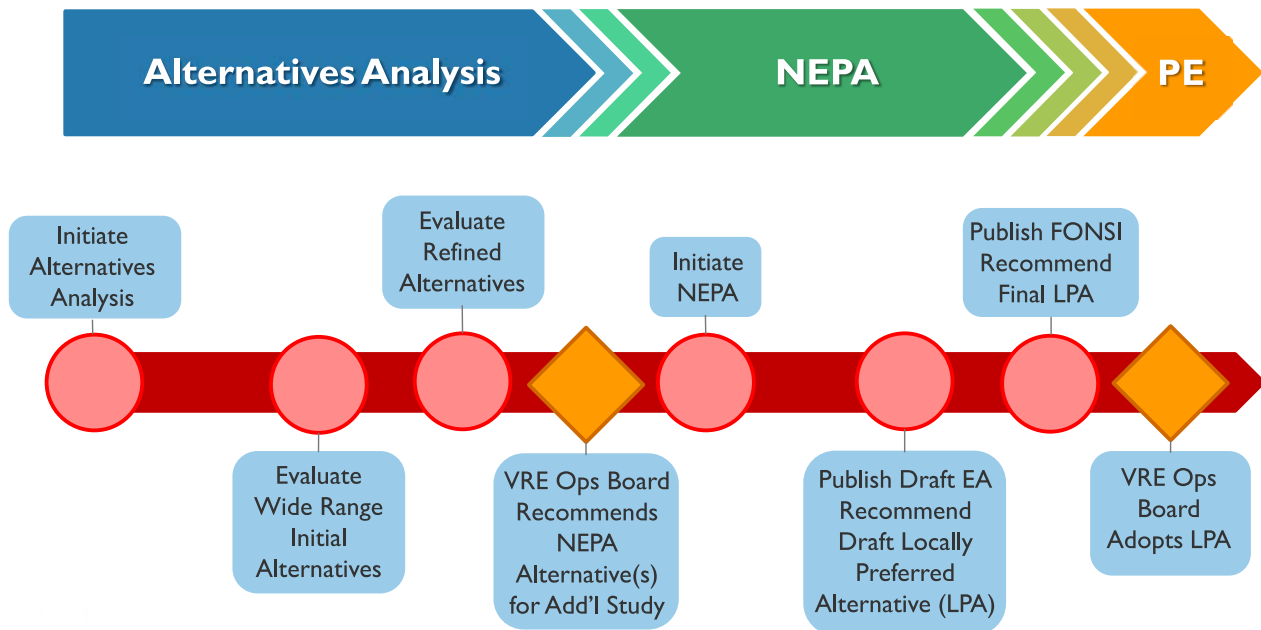 Alternatives Analysis
NEPA
PE
Initiate
Alternatives
Analysis
Evaluate
Wide Range
Initial
Alternatives
Evaluate
Refined
Alternatives
VRE Ops Board
Recommends
NEPA
Alternative(s)
for Add'l Study
Initiate
NEPA
Publish Draft EA
Recommend
Draft Locally
Preferred
Alternative (LPA)
Publish FONSI
Recommend
Final LPA
VRE Ops
Board
Adopts LPA